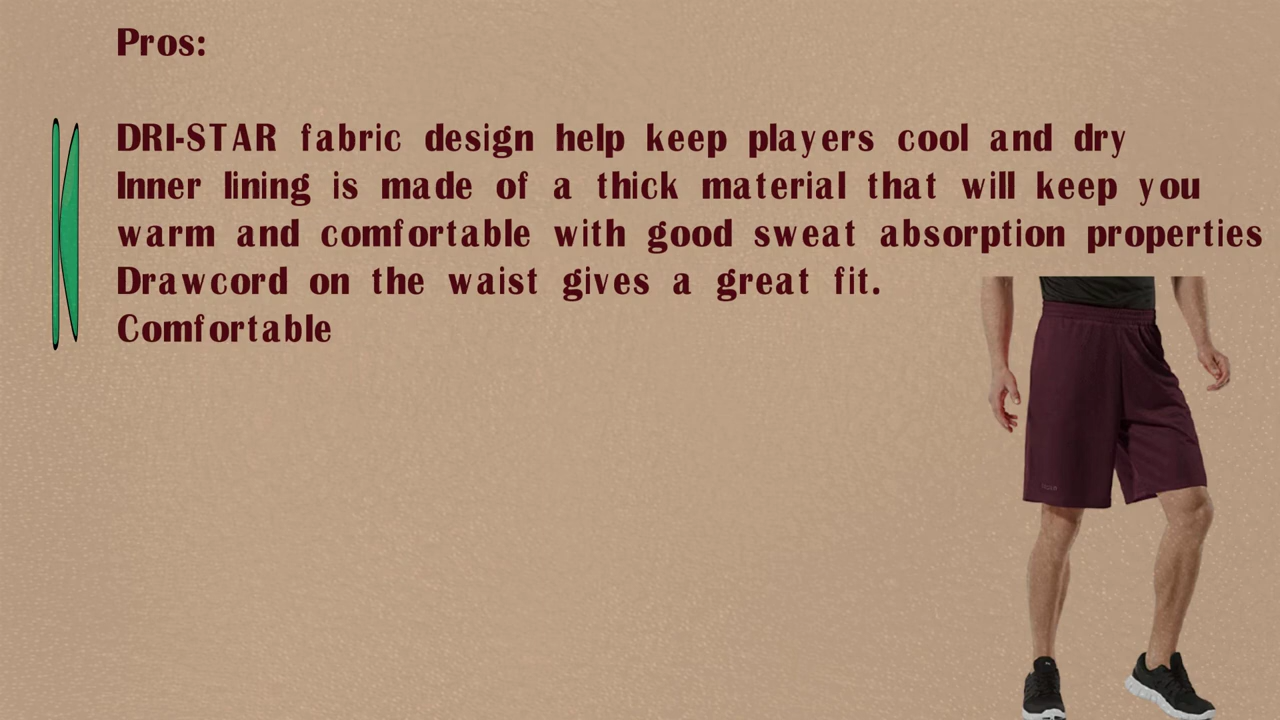 Pros:
DRI-STAR fabric design help keep players cool and dry
Inner lining is made of a thick material that will keep you
warm and comfortable with good sweat absorption properties
Drawcord on the waist gives a great fit.
Comfortable